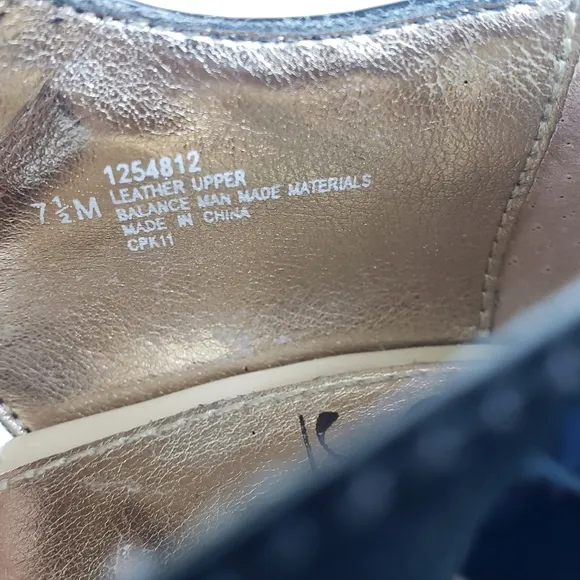 1254812
LEATHER UPPER
7½M BALANCE MAN MADE MATERIALS
MADE IN CHINA
CPK11